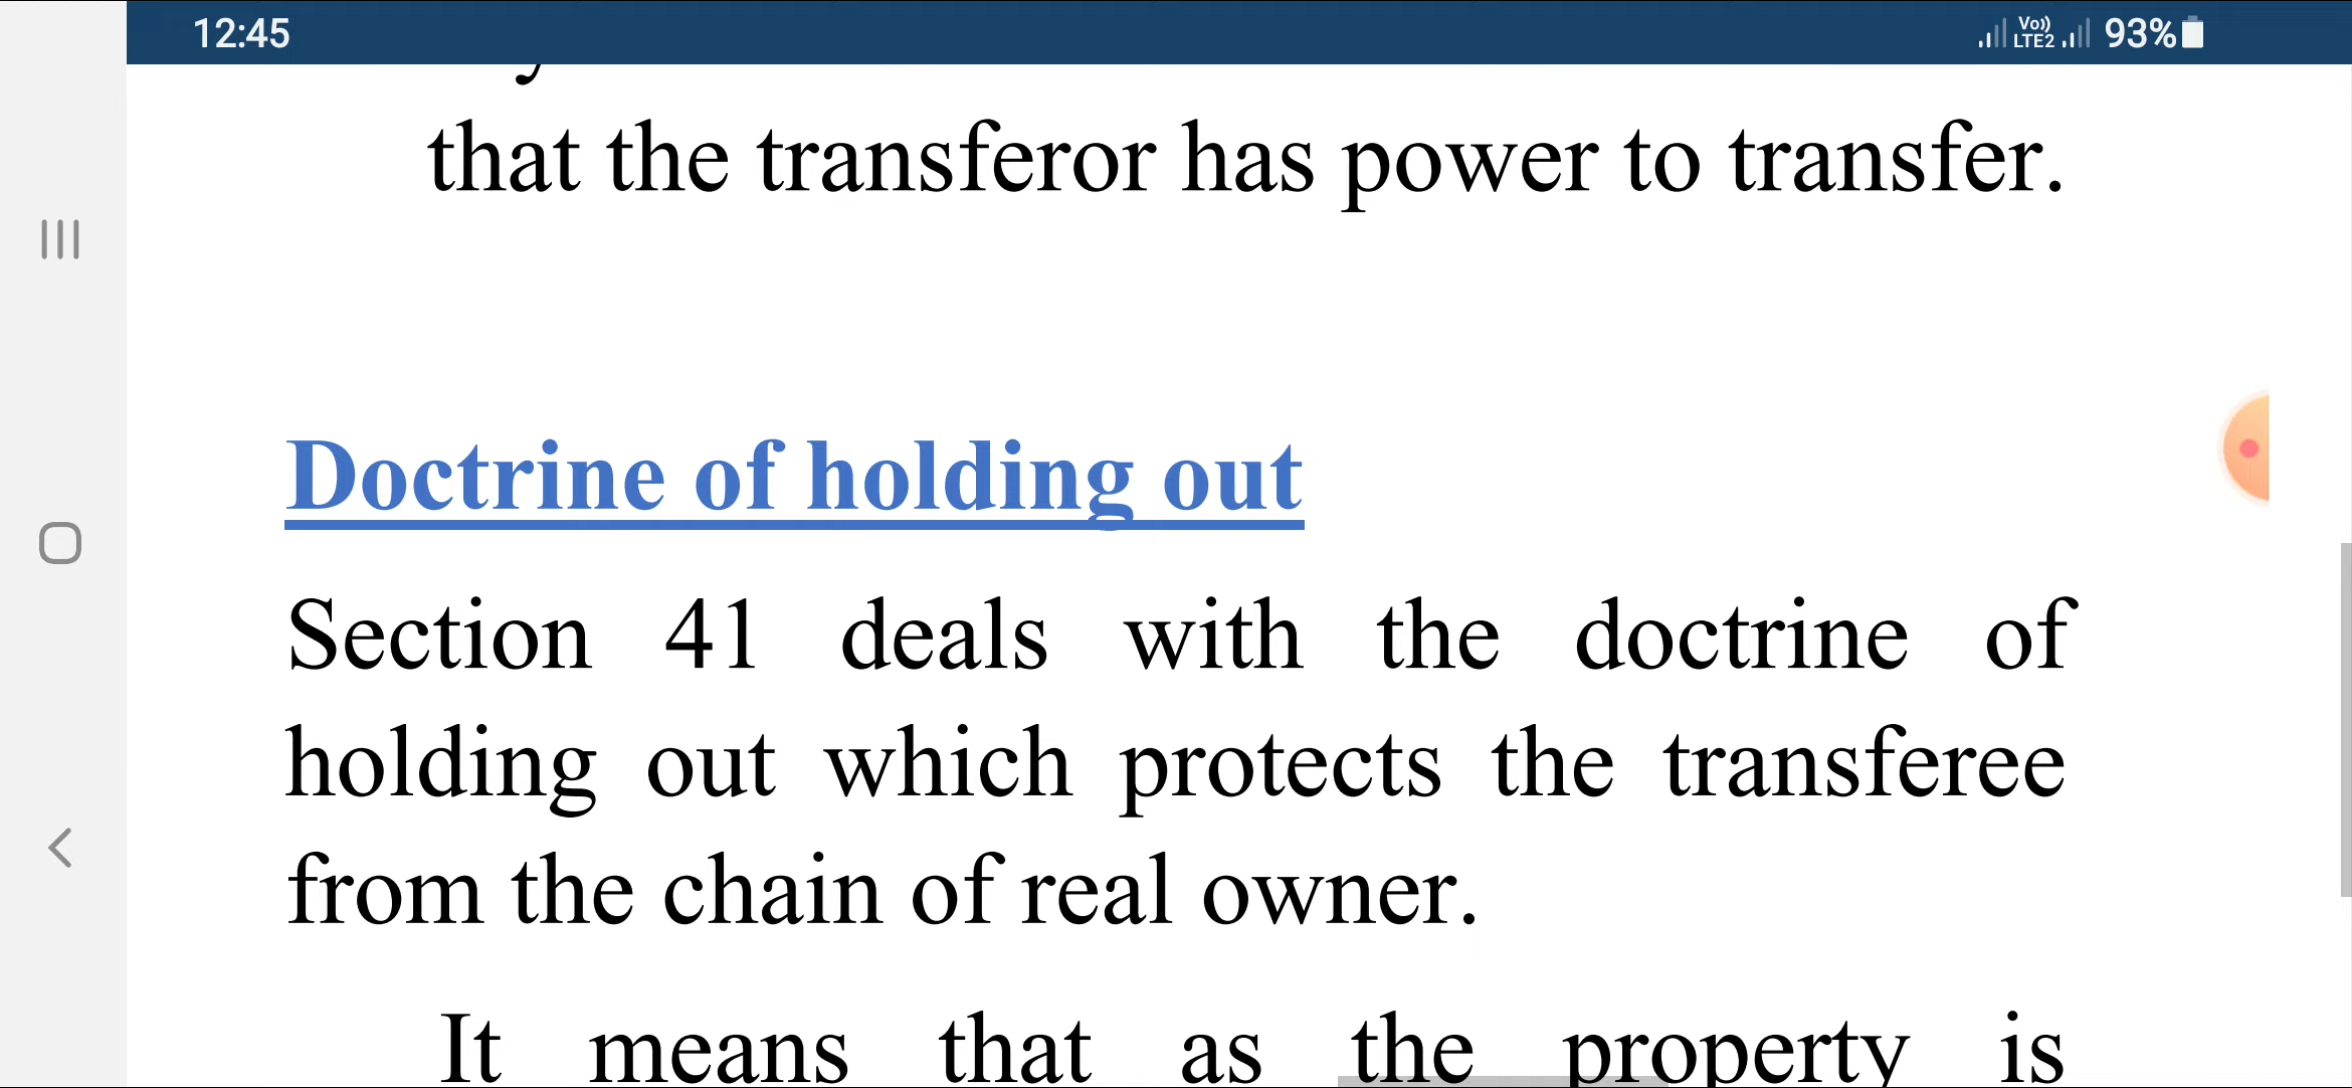 12:45 Vo)) LTE2 93%
that the transferor has power to transfer.
Doctrine of holding out
Section 41 deals with the doctrine of
holding out which protects the transferee
from the chain of real owner.
It means that as the property is